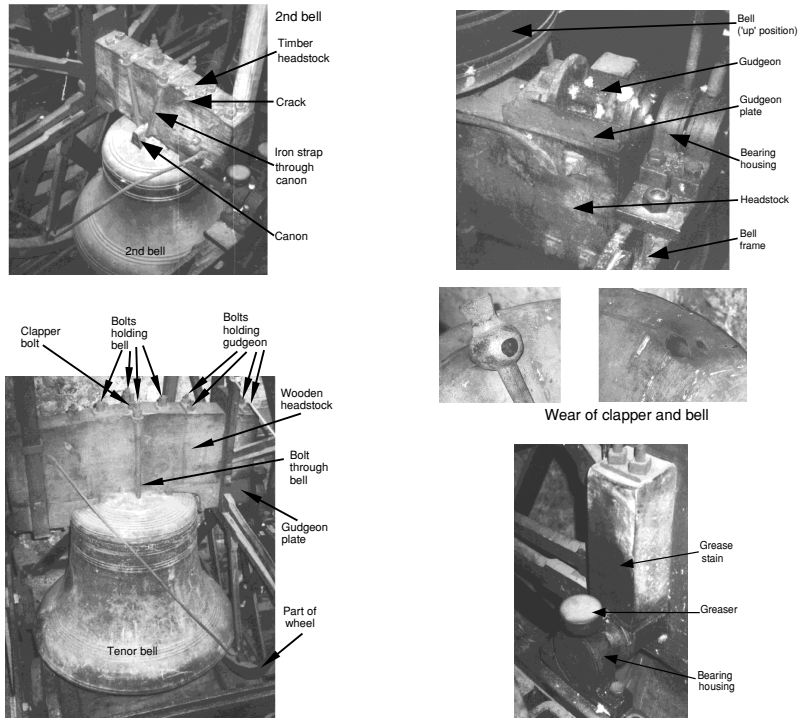 2nd bell
Timber
headstock
Crack
Iron strap
through
canon
Canon
2nd bell
Bell
('up' position)
Gudgeon
Gudgeon
plate
Bearing
housing
Headstock
Bell
frame
Clapper
bolt
Bolts
holding
bell
Bolts
holding
gudgeon
Wooden
headstock
Bolt
through
bell
Gudgeon
plate
Part of
wheel
Tenor bell
Wear of clapper and bell
Grease
stain
Greaser
Bearing
housing